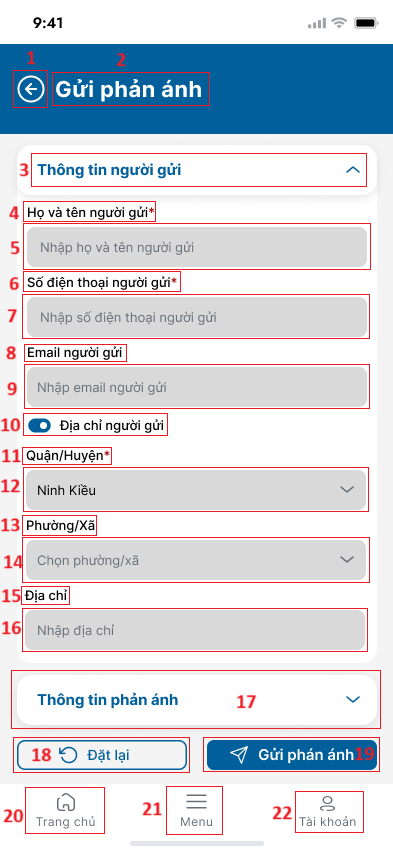 9:41
1
2
Gửi phản ánh
3 Thông tin người gửi
4 Họ và tên người gửi*
5 Nhập họ và tên người gửi
6 Số điện thoại người gửi*
7 Nhập số điện thoại người gửi
8 Email người gửi
9 Nhập email người gửi
10 Địa chỉ người gửi
11 Quận/Huyện*
12 Ninh Kiều
13 Phường/Xã
14 Chọn phường/xã
15 Địa chỉ
16 Nhập địa chỉ
Thông tin phản ánh 17
18 Đặt lại
Gửi phán ánh 19
20 Trang chủ
21 Menu
22 Tài khoản